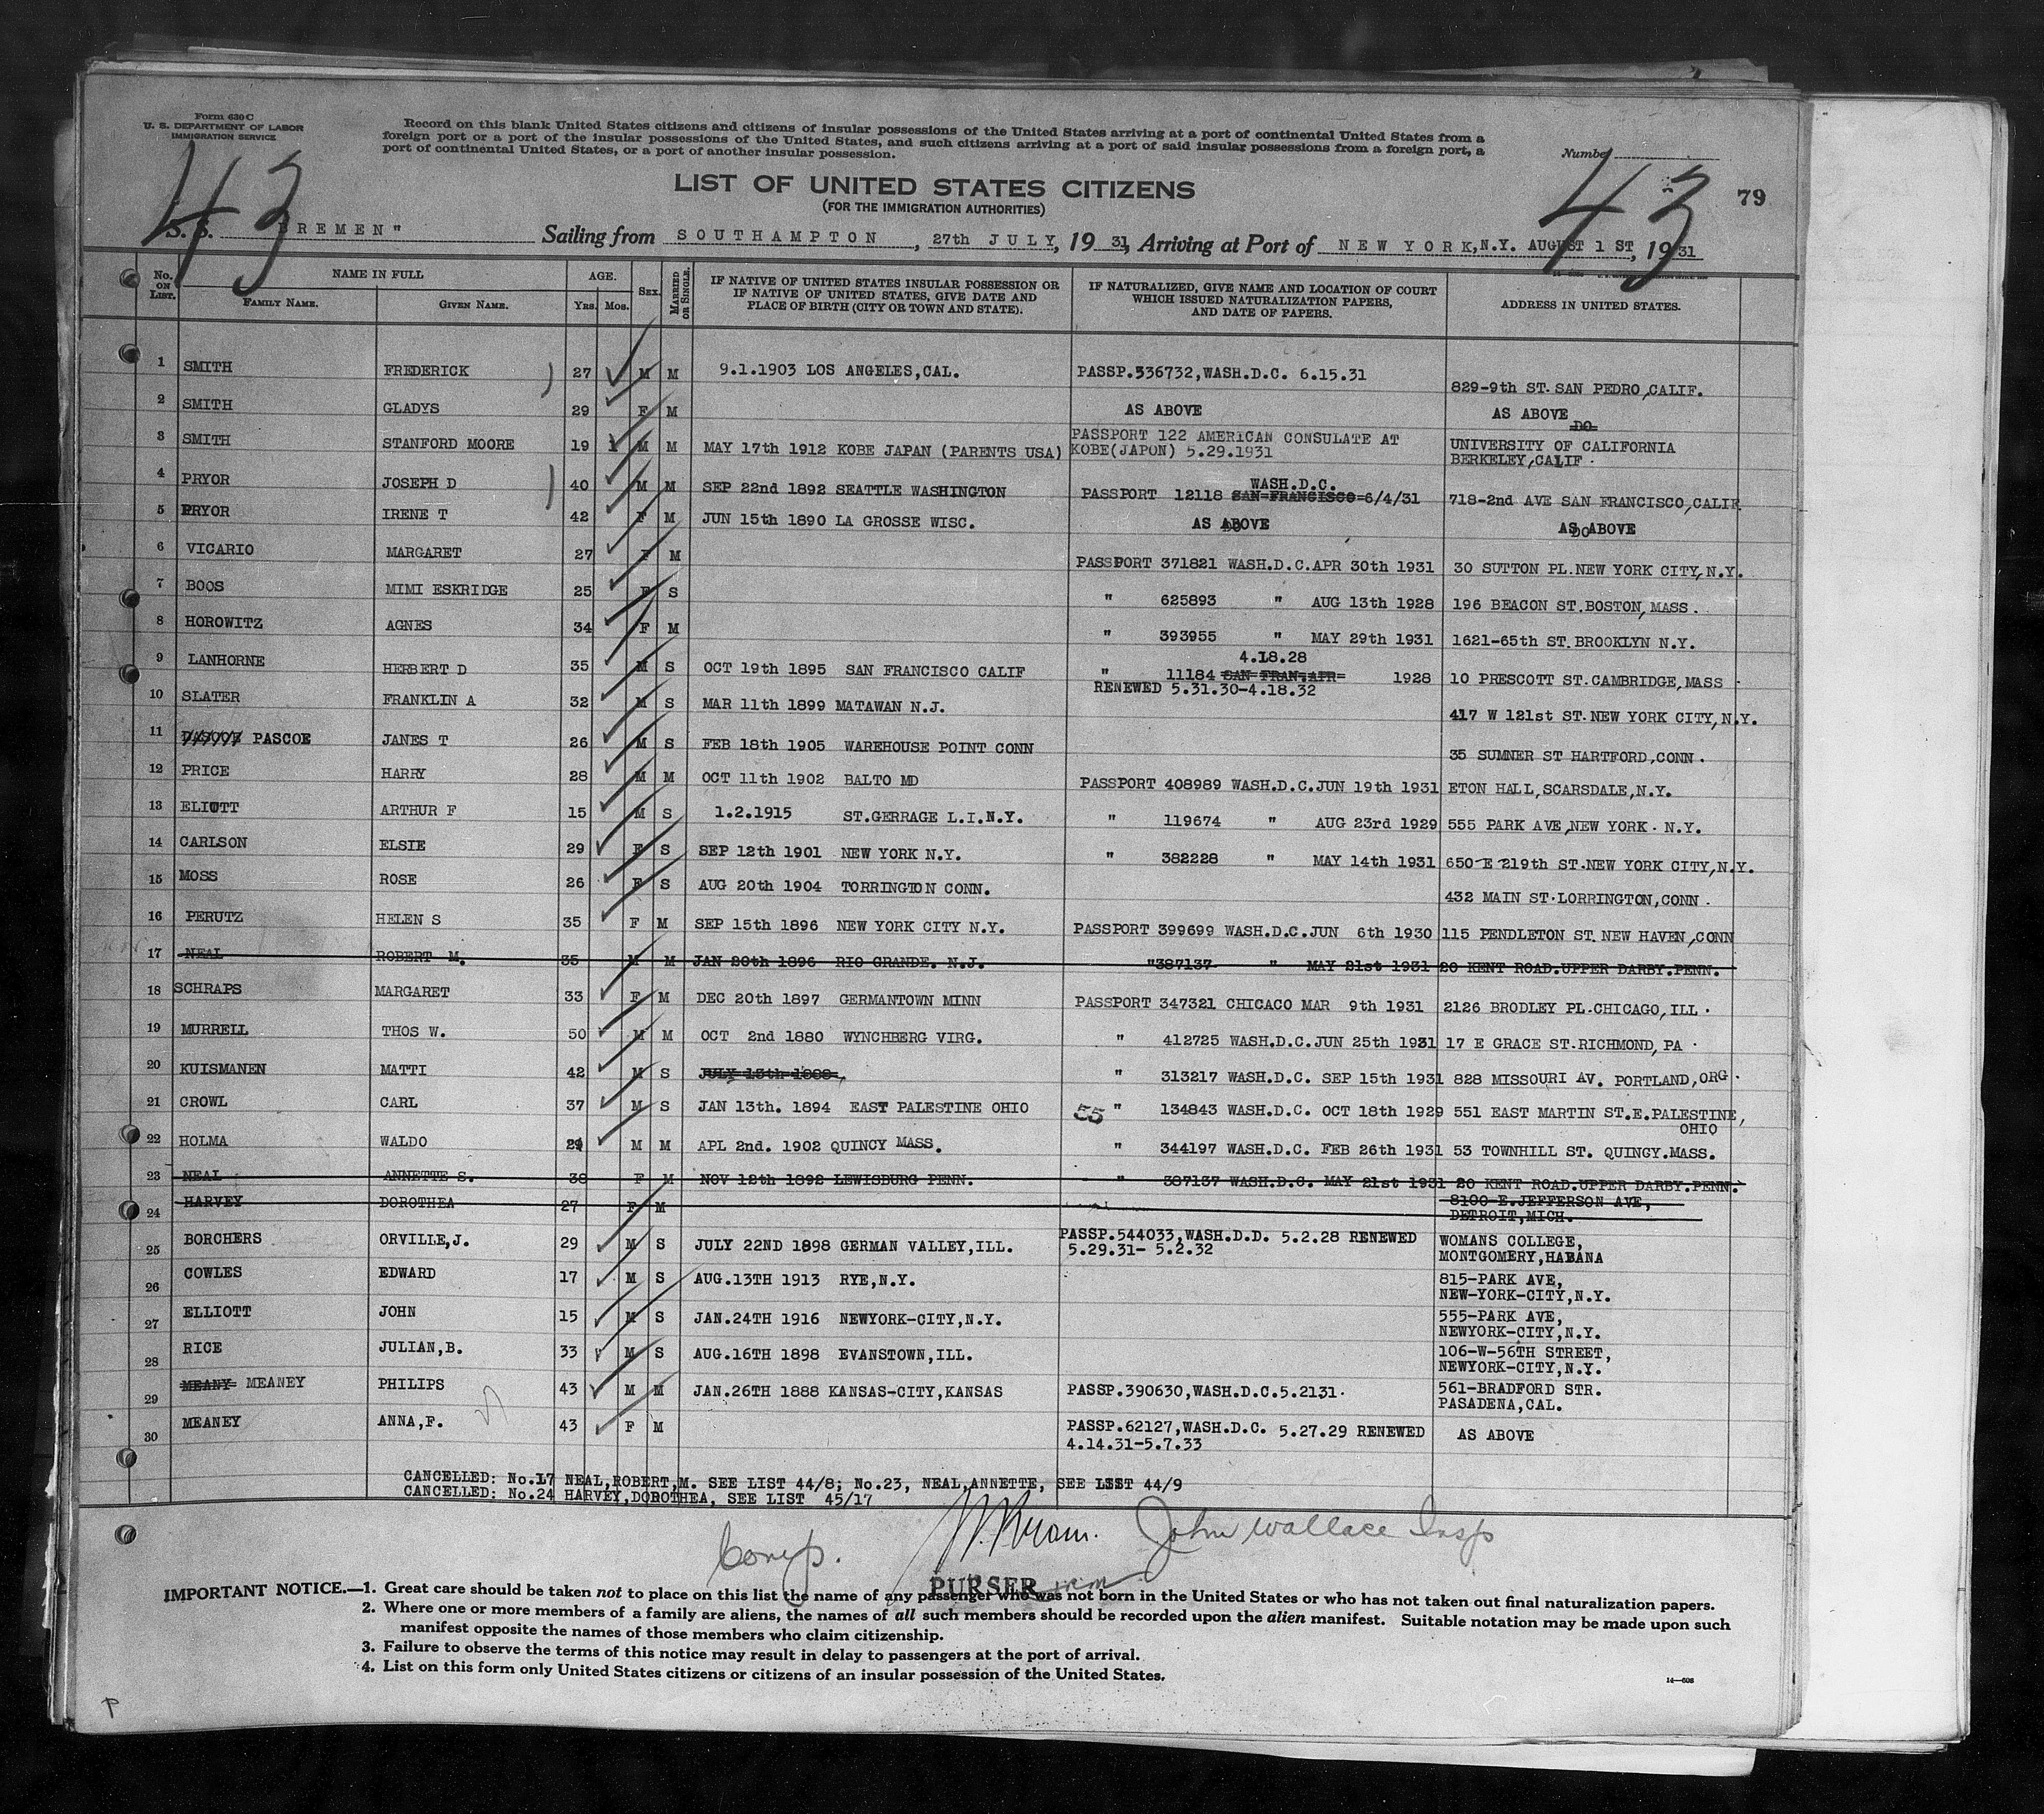 Form 630 C
U. S. DEPARTMENT OF LABOR
IMMIGRATION SERVICE
Record on this blank United States citizens and citizens of insular possessions of the United States arriving at a port of continental United States from a
foreign port or a port of the insular possessions of the United States, and such citizens arriving at a port of said insular possessions from a foreign port, a
port of continental United States, or a port of another insular possession.
Number
43 43
79
LIST OF UNITED STATES CITIZENS
(FOR THE IMMIGRATION AUTHORITIES)
S. S. BREMEN" Sailing from SOUTHAMPTON, 27th JULY, 1931, Arriving at Port of NEW YORK,N.Y. AUGUST 1 ST, 1931
No. ON LIST. NAME IN FULL FAMILY NAME. GIVEN NAME. AGE. Yrs. Mos. SEX. MARRIED OR SINGLE. IF NATIVE OF UNITED STATES INSULAR POSSESSION OR IF NATIVE OF UNITED STATES, GIVE DATE AND PLACE OF BIRTH (CITY OR TOWN AND STATE). IF NATURALIZED, GIVE NAME AND LOCATION OF COURT WHICH ISSUED NATURALIZATION PAPERS, AND DATE OF PAPERS. ADDRESS IN UNITED STATES.
1 SMITH FREDERICK 27 M M 9.1.1903 LOS ANGELES,CAL. PASSP.536732,WASH.D.C. 6.15.31 829-9th ST.SAN PEDRO,CALIF.
2 SMITH GLADYS 29 F M AS ABOVE AS ABOVE
DO
3 SMITH STANFORD MOORE 19 1 M M MAY 17th 1912 KOBE JAPAN (PARENTS USA) PASSPORT 122 AMERICAN CONSULATE AT KOBE(JAPON) 5.29.1931 UNIVERSITY OF CALIFORNIA BERKELEY,CALIF.
4 PRYOR JOSEPH D 40 M M SEP 22nd 1892 SEATTLE WASHINGTON PASSPORT 12118 WASH.D.C. SAN FRANCISCO 6/4/31 718-2nd AVE SAN FRANCISCO,CALIF
5 PRYOR IRENE T 42 F M JUN 15th 1890 LA GROSSE WISC. AS ABOVE AS ABOVE
6 VICARIO MARGARET 27 F M PASSPORT 371821 WASH.D.C.APR 30th 1931 30 SUTTON PL.NEW YORK CITY,N.Y.
7 BOOS MIMI ESKRIDGE 25 F S " 625893 " AUG 13th 1928 196 BEACON ST.BOSTON,MASS.
8 HOROWITZ AGNES 34 F M " 393955 " MAY 29th 1931 1621-65th ST.BROOKLYN N.Y.
9 LANHORNE HERBERT D 35 M S OCT 19th 1895 SAN FRANCISCO CALIF " 11184 4.18.28 SAN FRAN.APR 1928 RENEWED 5.31.30-4.18.32 10 PRESCOTT ST.CAMBRIDGE,MASS.
10 SLATER FRANKLIN A 32 M S MAR 11th 1899 MATAWAN N.J. 417 W 121st ST.NEW YORK CITY,N.Y.
11 PASCOE JANES T 26 M S FEB 18th 1905 WAREHOUSE POINT CONN 35 SUMNER ST HARTFORD,CONN.
12 PRICE HARRY 28 M M OCT 11th 1902 BALTO MD PASSPORT 408989 WASH.D.C.JUN 19th 1931 ETON HALL,SCARSDALE,N.Y.
13 ELIOTT ARTHUR F 15 M S 1.2.1915 ST.GERRAGE L.I.N.Y. " 119674 " AUG 23rd 1929 555 PARK AVE,NEW YORK. N.Y.
14 CARLSON ELSIE 29 F S SEP 12th 1901 NEW YORK N.Y. " 382228 " MAY 14th 1931 650-E 219th ST.NEW YORK CITY,N.Y.
15 MOSS ROSE 26 F S AUG 20th 1904 TORRINGTON CONN. 432 MAIN ST.LORRINGTON,CONN.
16 PERUTZ HELEN S 35 F M SEP 15th 1896 NEW YORK CITY N.Y. PASSPORT 399699 WASH.D.C.JUN 6th 1930 115 PENDLETON ST.NEW HAVEN,CONN
17 NEAL ROBERT M. 35 M M JAN 20th 1896 RIO GRANDE. N.J. "387137 " MAY 21st 1931 20 KENT ROAD.UPPER DARBY.PENN.
18 SCHRAPS MARGARET 33 F M DEC 20th 1897 GERMANTOWN MINN PASSPORT 347321 CHICACO MAR 9th 1931 2126 BRODLEY PL.CHICAGO,ILL.
19 MURRELL THOS W. 50 M M OCT 2nd 1880 WYNCHBERG VIRG. " 412725 WASH.D.C.JUN 25th 1931 17 E GRACE ST.RICHMOND,PA.
20 KUISMANEN MATTI 42 M S JULY 13th 1888, " 313217 WASH.D.C. SEP 15th 1931 828 MISSOURI AV. PORTLAND,ORG.
21 CROWL CARL 37 M S JAN 13th. 1894 EAST PALESTINE OHIO 55 " 134843 WASH.D.C. OCT 18th 1929 551 EAST MARTIN ST.E.PALESTINE, OHIO
22 HOLMA WALDO 29 M M APL 2nd. 1902 QUINCY MASS. " 344197 WASH.D.C. FEB 26th 1931 53 TOWNHILL ST. QUINGY.MASS.
23 NEAL ANNETTE S. 38 F M NOV 12th 1892 LEWISBURG PENN. " 387137 WASH.D.C. MAY 21st 1931 20 KENT ROAD.UPPER DARBY.PENN.
24 HARVEY DOROTHEA 27 F M 8100-E.JEFFERSON AVE, DETROIT,MICH.
25 BORCHERS ORVILLE,J. 29 M S JULY 22ND 1898 GERMAN VALLEY,ILL. PASSP.544033,WASH.D.D. 5.2.28 RENEWED 5.29.31- 5.2.32 WOMANS COLLEGE, MONTGOMERY,HABANA
26 COWLES EDWARD 17 M S AUG.13TH 1913 RYE,N.Y. 815-PARK AVE, NEW-YORK-CITY,N.Y.
27 ELLIOTT JOHN 15 M S JAN.24TH 1916 NEWYORK-CITY,N.Y. 555-PARK AVE, NEWYORK-CITY,N.Y.
28 RICE JULIAN,B. 33 M S AUG.16TH 1898 EVANSTOWN,ILL. 106-W-56TH STREET, NEWYORK-CITY,N.Y.
29 MEANY MEANEY PHILIPS 43 M M JAN.26TH 1888 KANSAS-CITY,KANSAS PASSP.390630,WASH.D.C.5.2131. 561-BRADFORD STR. PASADENA,CAL.
30 MEANEY ANNA,F. 43 F M PASSP.62127,WASH.D.C. 5.27.29 RENEWED 4.14.31-5.7.33 AS ABOVE
CANCELLED: No.17 NEAL,ROBERT,M. SEE LIST 44/8; No.23, NEAL,ANNETTE, SEE LIST 44/9
CANCELLED: No.24 HARVEY,DOROTHEA, SEE LIST 45/17
John Wallace Insp
PURSER
IMPORTANT NOTICE.—1. Great care should be taken not to place on this list the name of any passenger who was not born in the United States or who has not taken out final naturalization papers.
2. Where one or more members of a family are aliens, the names of all such members should be recorded upon the alien manifest. Suitable notation may be made upon such
manifest opposite the names of those members who claim citizenship.
3. Failure to observe the terms of this notice may result in delay to passengers at the port of arrival.
4. List on this form only United States citizens or citizens of an insular possession of the United States.
14—608